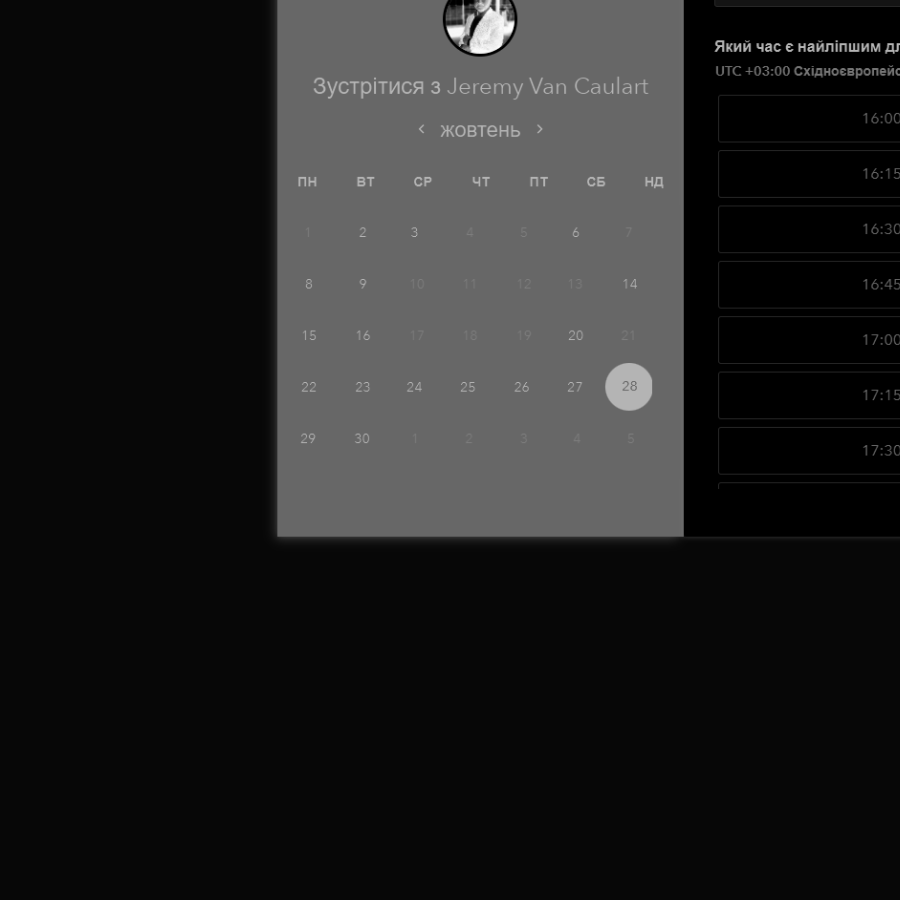 Зустрітися з Jeremy Van Caulart
жовтень
ПН ВТ СР ЧТ ПТ СБ НД
1 2 3 4 5 6 7
8 9 10 11 12 13 14
15 16 17 18 19 20 21
22 23 24 25 26 27 28
29 30 1 2 3 4 5
Який час є найліпшим
UTC +03:00
16:00
16:15
16:30
16:45
17:00
17:15
17:30